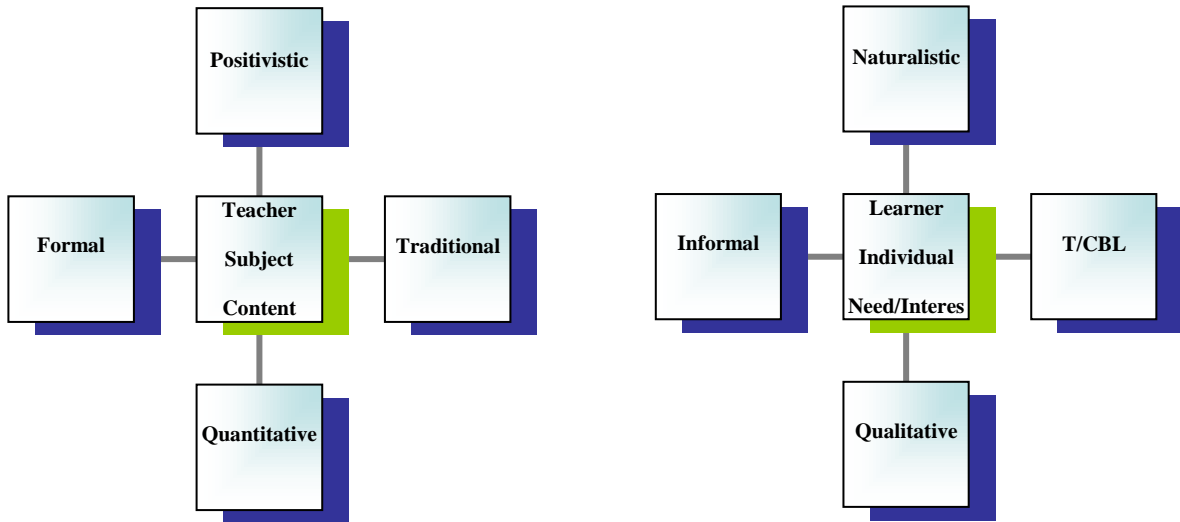 Positivistic
Formal
Teacher
Subject
Content
Traditional
Quantitative
Naturalistic
Informal
Learner
Individual
Need/Interes
T/CBL
Qualitative